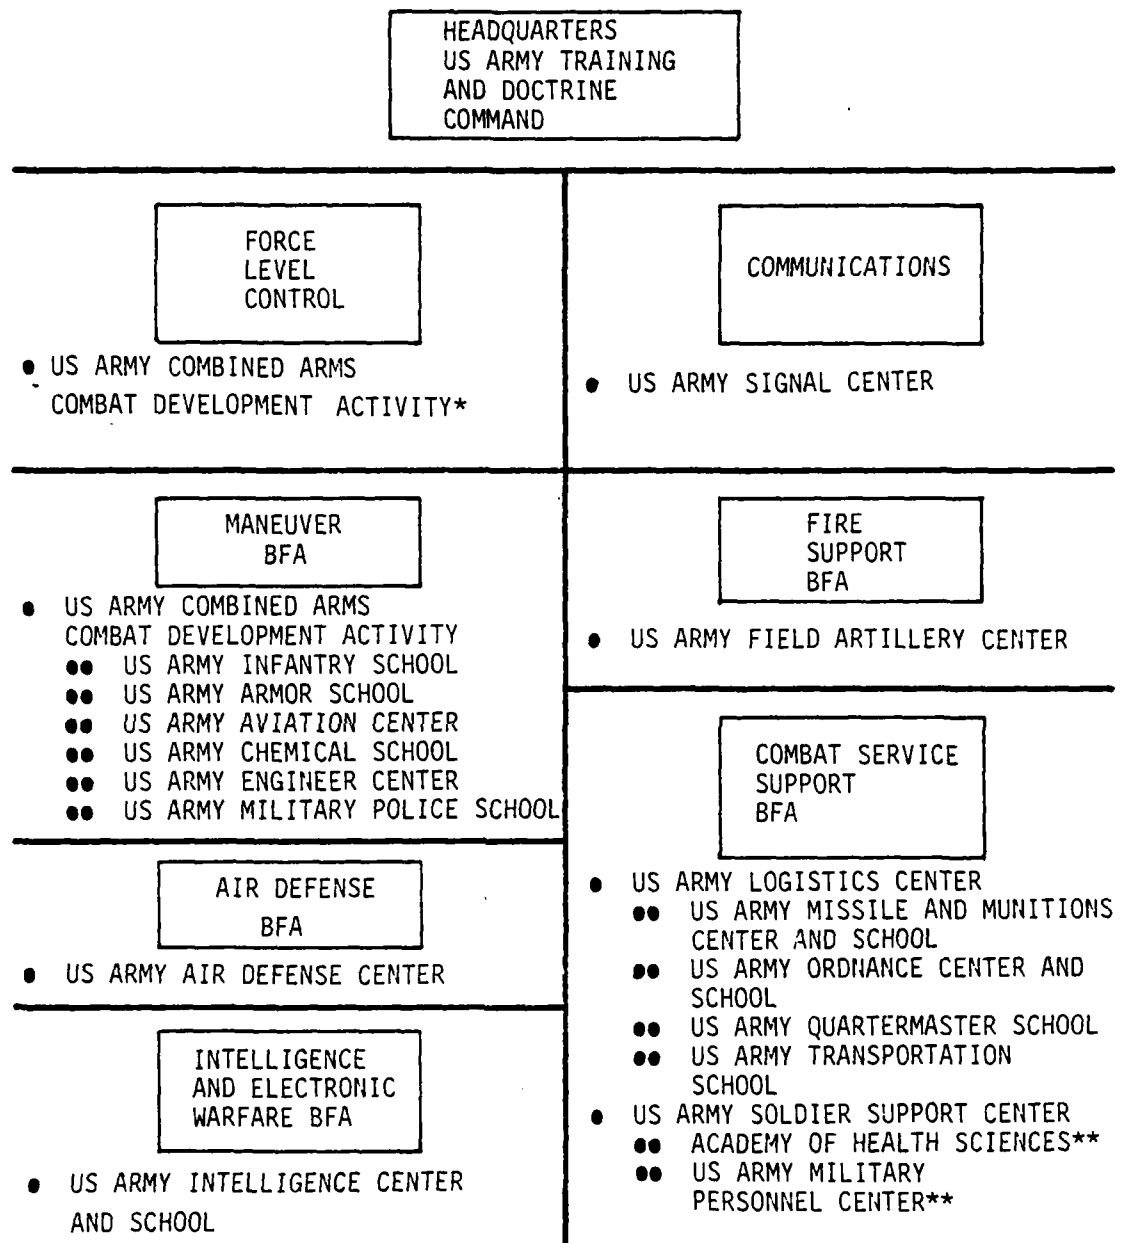 HEADQUARTERS
US ARMY TRAINING
AND DOCTRINE
COMMAND
FORCE
LEVEL
CONTROL
● US ARMY COMBINED ARMS
COMBAT DEVELOPMENT ACTIVITY*
COMMUNICATIONS
● US ARMY SIGNAL CENTER
MANEUVER
BFA
● US ARMY COMBINED ARMS
COMBAT DEVELOPMENT ACTIVITY
●● US ARMY INFANTRY SCHOOL
●● US ARMY ARMOR SCHOOL
●● US ARMY AVIATION CENTER
●● US ARMY CHEMICAL SCHOOL
●● US ARMY ENGINEER CENTER
●● US ARMY MILITARY POLICE SCHOOL
FIRE
SUPPORT
BFA
● US ARMY FIELD ARTILLERY CENTER
AIR DEFENSE
BFA
● US ARMY AIR DEFENSE CENTER
INTELLIGENCE
AND ELECTRONIC
WARFARE BFA
● US ARMY INTELLIGENCE CENTER
AND SCHOOL
COMBAT SERVICE
SUPPORT
BFA
● US ARMY LOGISTICS CENTER
●● US ARMY MISSILE AND MUNITIONS
CENTER AND SCHOOL
●● US ARMY ORDNANCE CENTER AND
SCHOOL
●● US ARMY QUARTERMASTER SCHOOL
●● US ARMY TRANSPORTATION
SCHOOL
● US ARMY SOLDIER SUPPORT CENTER
●● ACADEMY OF HEALTH SCIENCES**
●● US ARMY MILITARY
PERSONNEL CENTER**